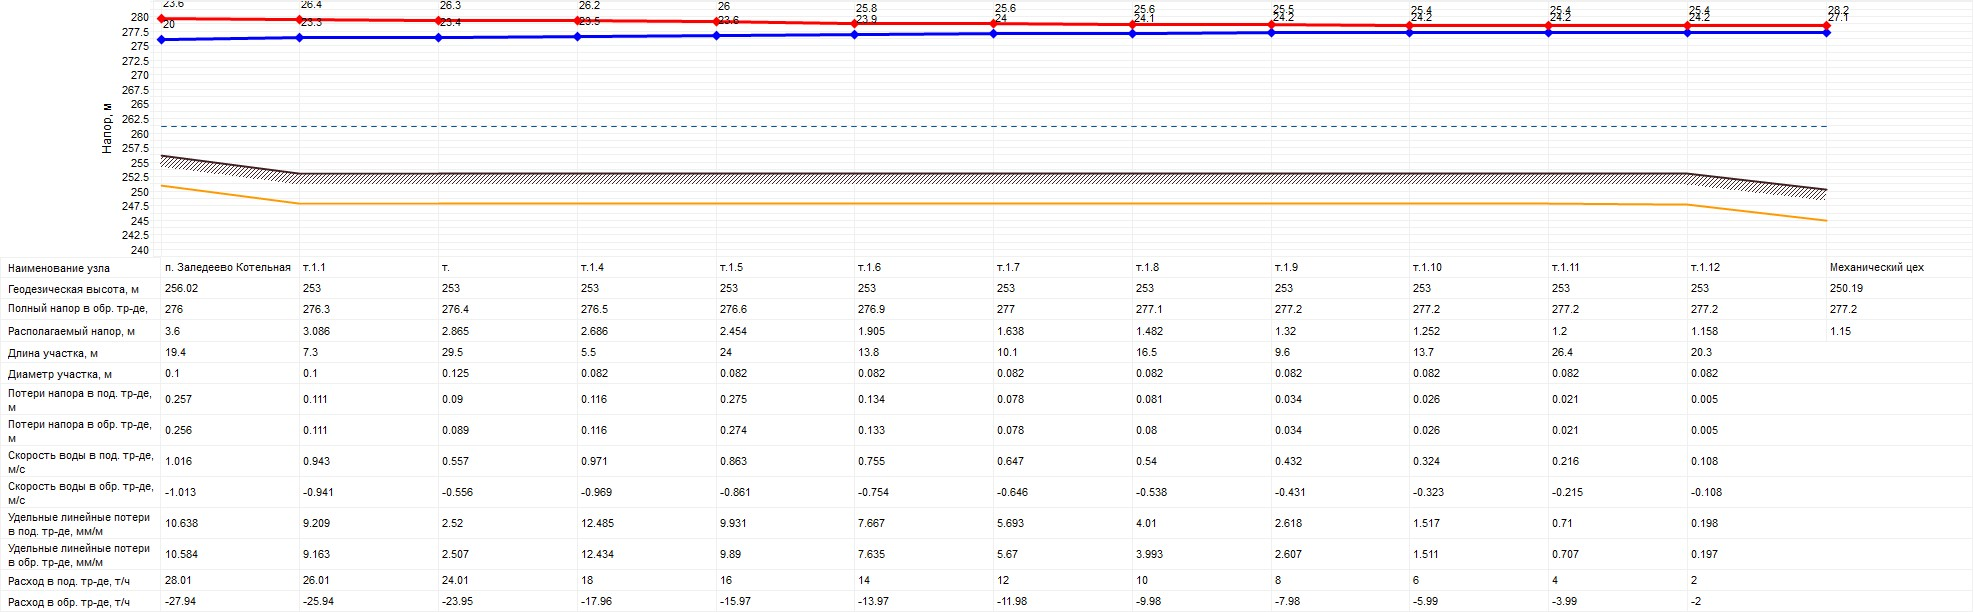 23.6 26.4 26.3 26.2 26 25.8 25.6 25.6 25.5 25.4 25.4 25.4 28.2
20 23.3 23.4 23.5 23.6 23.9 24 24.1 24.2 24.2 24.2 24.2 27.1
280
277.5
275
272.5
270
267.5
265
262.5
260
257.5
255
252.5
250
247.5
245
242.5
240
Напор, м
Наименование узла п. Заледеево Котельная т.1.1 т. т.1.4 т.1.5 т.1.6 т.1.7 т.1.8 т.1.9 т.1.10 т.1.11 т.1.12 Механический цех
Геодезическая высота, м 256.02 253 253 253 253 253 253 253 253 253 253 253 250.19
Полный напор в обр. тр-де, 276 276.3 276.4 276.5 276.6 276.9 277 277.1 277.2 277.2 277.2 277.2 277.2
Располагаемый напор, м 3.6 3.086 2.865 2.686 2.454 1.905 1.638 1.482 1.32 1.252 1.2 1.158 1.15
Длина участка, м 19.4 7.3 29.5 5.5 24 13.8 10.1 16.5 9.6 13.7 26.4 20.3
Диаметр участка, м 0.1 0.1 0.125 0.082 0.082 0.082 0.082 0.082 0.082 0.082 0.082 0.082
Потери напора в под. тр-де,
м 0.257 0.111 0.09 0.116 0.275 0.134 0.078 0.081 0.034 0.026 0.021 0.005
Потери напора в обр. тр-де,
м 0.256 0.111 0.089 0.116 0.274 0.133 0.078 0.08 0.034 0.026 0.021 0.005
Скорость воды в под. тр-де,
м/с 1.016 0.943 0.557 0.971 0.863 0.755 0.647 0.54 0.432 0.324 0.216 0.108
Скорость воды в обр. тр-де,
м/с -1.013 -0.941 -0.556 -0.969 -0.861 -0.754 -0.646 -0.538 -0.431 -0.323 -0.215 -0.108
Удельные линейные потери
в под. тр-де, мм/м 10.638 9.209 2.52 12.485 9.931 7.667 5.693 4.01 2.618 1.517 0.71 0.198
Удельные линейные потери
в обр. тр-де, мм/м 10.584 9.163 2.507 12.434 9.89 7.635 5.67 3.993 2.607 1.511 0.707 0.197
Расход в под. тр-де, т/ч 28.01 26.01 24.01 18 16 14 12 10 8 6 4 2
Расход в обр. тр-де, т/ч -27.94 -25.94 -23.95 -17.96 -15.97 -13.97 -11.98 -9.98 -7.98 -5.99 -3.99 -2